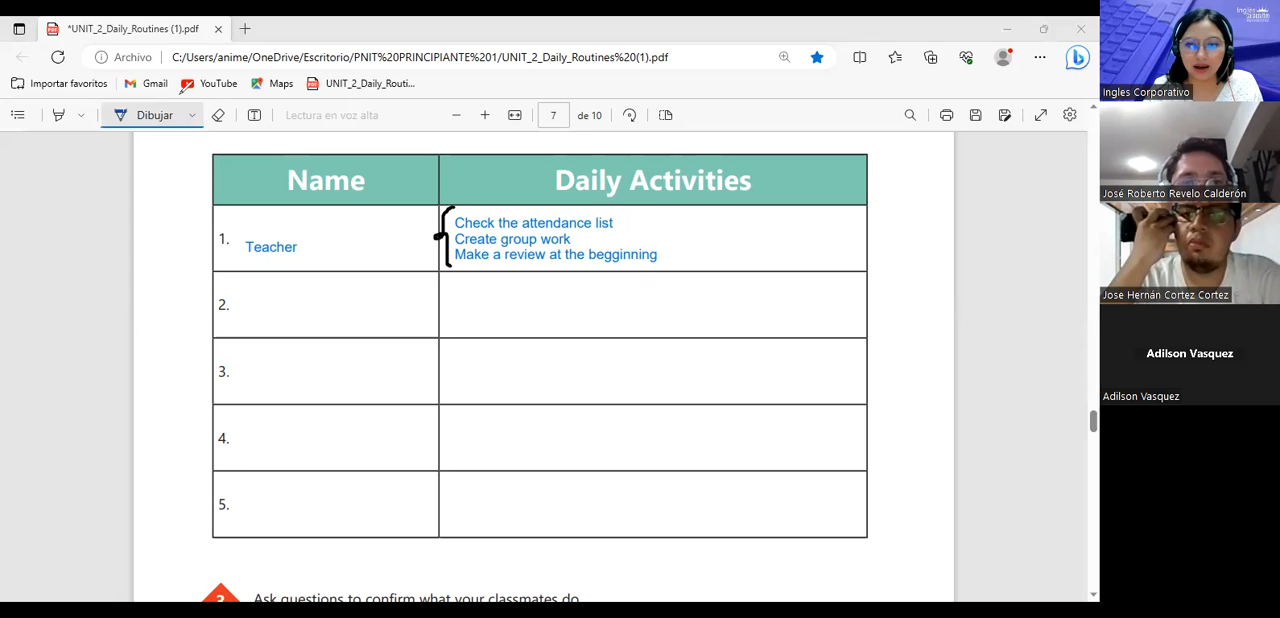 *UNIT_2_Daily_Routines (1).pdf
Archivo
C:/Users/anime/OneDrive/Escritorio/PNIT%20PRINCIPIANTE%201/UNIT_2_Daily_Routines%20(1).pdf
Importar favoritos
Gmail
YouTube
Maps
UNIT_2_Daily_Routi...
Dibujar
Lectura en voz alta
7
de 10
Name
Daily Activities
1.
Teacher
Check the attendance list
Create group work
Make a review at the begginning
2.
3.
4.
5.
3
Ask questions to confirm what your classmates do
Ingles Corporativo
José Roberto Revelo Calderón
Jose Hernán Cortez Cortez
Adilson Vasquez
Adilson Vasquez